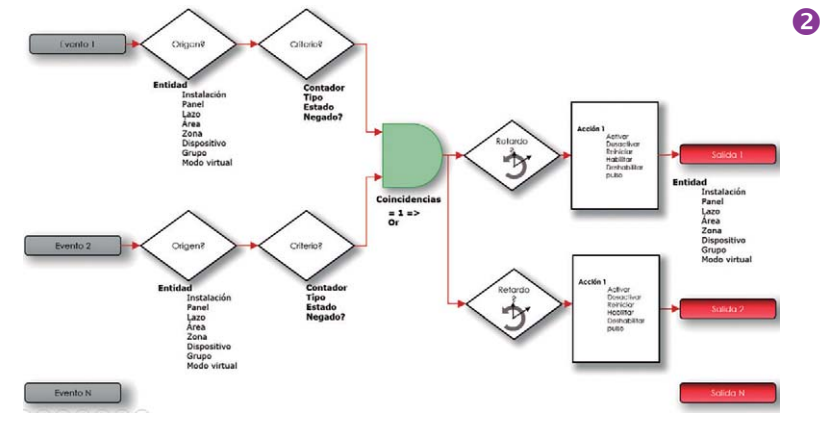 2
Evento 1
Origen?
Criterio?
Entidad
Instalación
Panel
Lazo
Área
Zona
Dispositivo
Grupo
Modo virtual
Contador
Tipo
Estado
Negado?
Coincidencias
= 1 =>
Or
Retardo
?
Acción 1
Activar
Desactivar
Reiniciar
Habilitar
Deshabilitar
pulso
Salida 1
Entidad
Instalación
Panel
Lazo
Área
Zona
Dispositivo
Grupo
Modo virtual
Evento 2
Origen?
Criterio?
Entidad
Instalación
Panel
Lazo
Área
Zona
Dispositivo
Grupo
Modo virtual
Contador
Tipo
Estado
Negado?
Retardo
?
Acción 1
Activar
Desactivar
Reiniciar
Habilitar
Deshabilitar
pulso
Salida 2
Evento N
Salida N